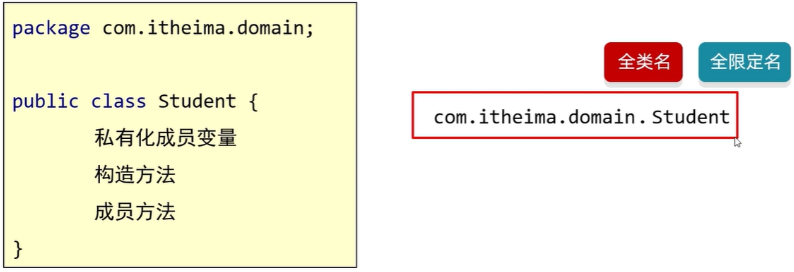 package com.itheima.domain;
public class Student {
私有化成员变量
构造方法
成员方法
}
全类名
全限定名
com.itheima.domain.Student